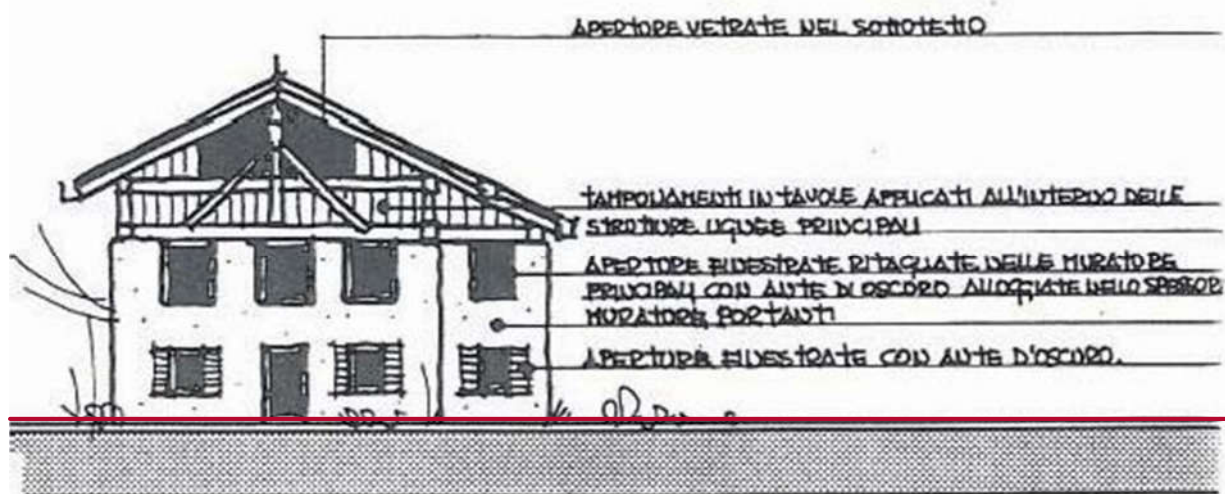 APERTURE VETRATE NEL SOTTOTETTO
TAMPONAMENTI IN TAVOLE APPLICATI ALL'INTERNO DELLE
STRUTTURE LIGNEE PRINCIPALI
APERTURE FINESTRATE RITAGLIATE NELLE MURATURE
PRINCIPALI CON ANTE DI OSCURO ALLOGGIATE NELLO SPESSOR
MURATURE PORTANTI
APERTURE FINESTRATE CON ANTE D'OSCURO.